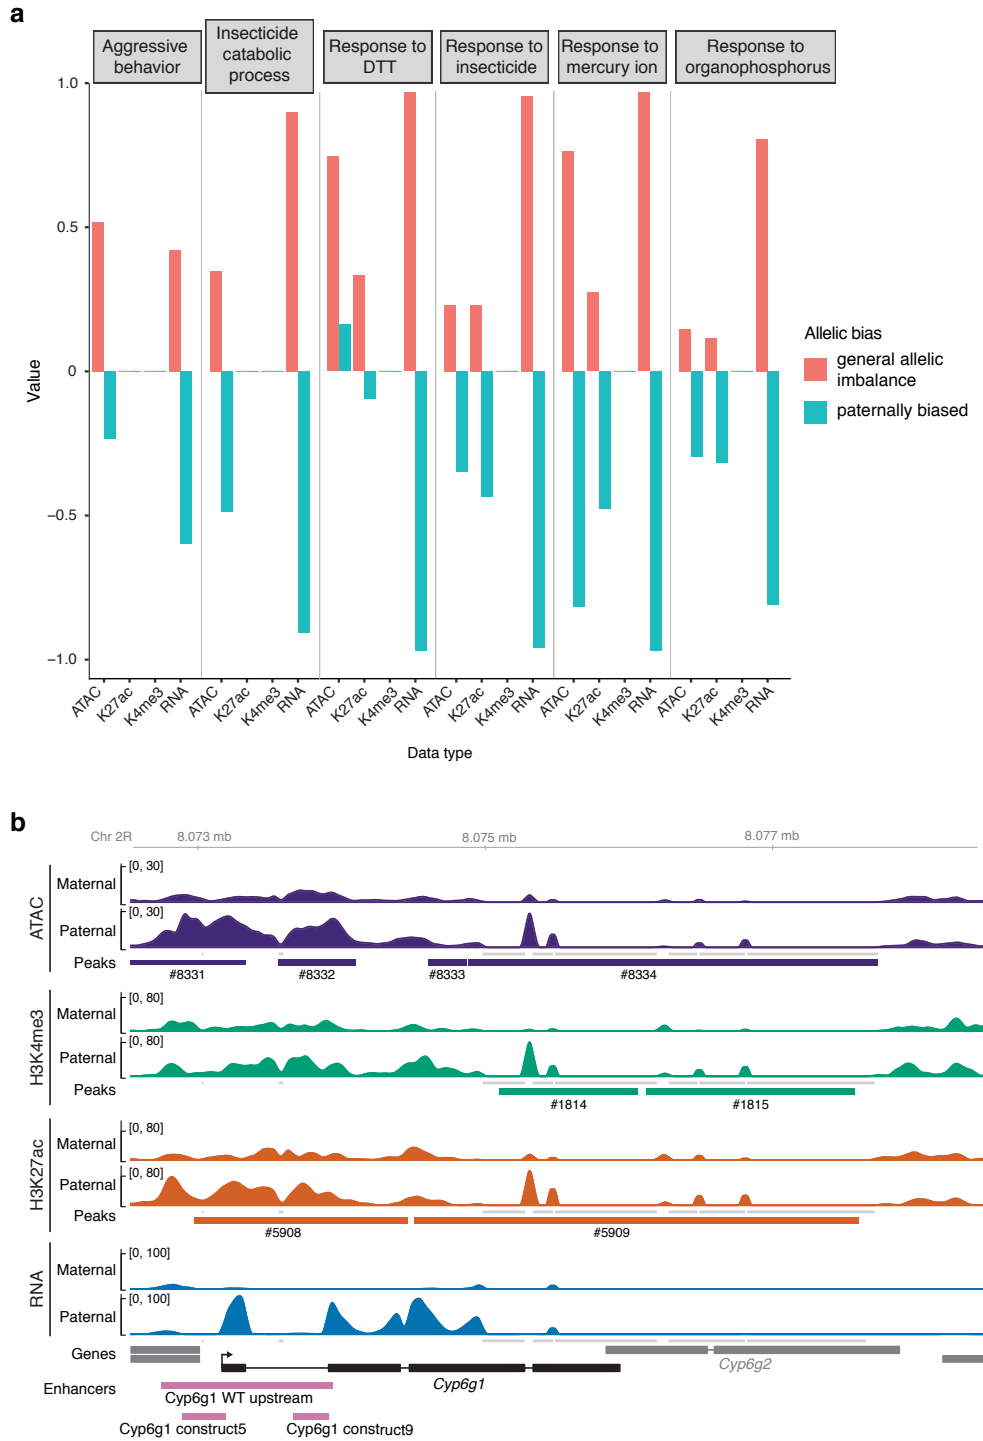 a
Aggressive
behavior
Insecticide
catabolic
process
Response to
DTT
Response to
insecticide
Response to
mercury ion
Response to
organophosphorus
1.0
0.5
0
−0.5
−1.0
Value
ATAC
K27ac
K4me3
RNA
ATAC
K27ac
K4me3
RNA
ATAC
K27ac
K4me3
RNA
ATAC
K27ac
K4me3
RNA
ATAC
K27ac
K4me3
RNA
ATAC
K27ac
K4me3
RNA
Data type
Allelic bias
general allelic
imbalance
paternally biased
b
Chr 2R 8.073 mb 8.075 mb 8.077 mb
ATAC
Maternal [0, 30]
Paternal [0, 30]
Peaks
#8331 #8332 #8333 #8334
H3K4me3
Maternal [0, 80]
Paternal [0, 80]
Peaks
#1814 #1815
H3K27ac
Maternal [0, 80]
Paternal [0, 80]
Peaks
#5908 #5909
RNA
Maternal [0, 100]
Paternal [0, 100]
Genes
Cyp6g2
Cyp6g1
Enhancers
Cyp6g1 WT upstream
Cyp6g1 construct5 Cyp6g1 construct9